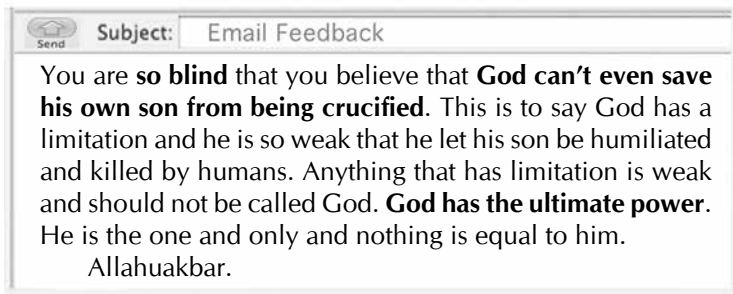 Send Subject: Email Feedback
You are so blind that you believe that God can't even save
his own son from being crucified. This is to say God has a
limitation and he is so weak that he let his son be humiliated
and killed by humans. Anything that has limitation is weak
and should not be called God. God has the ultimate power.
He is the one and only and nothing is equal to him.
Allahuakbar.